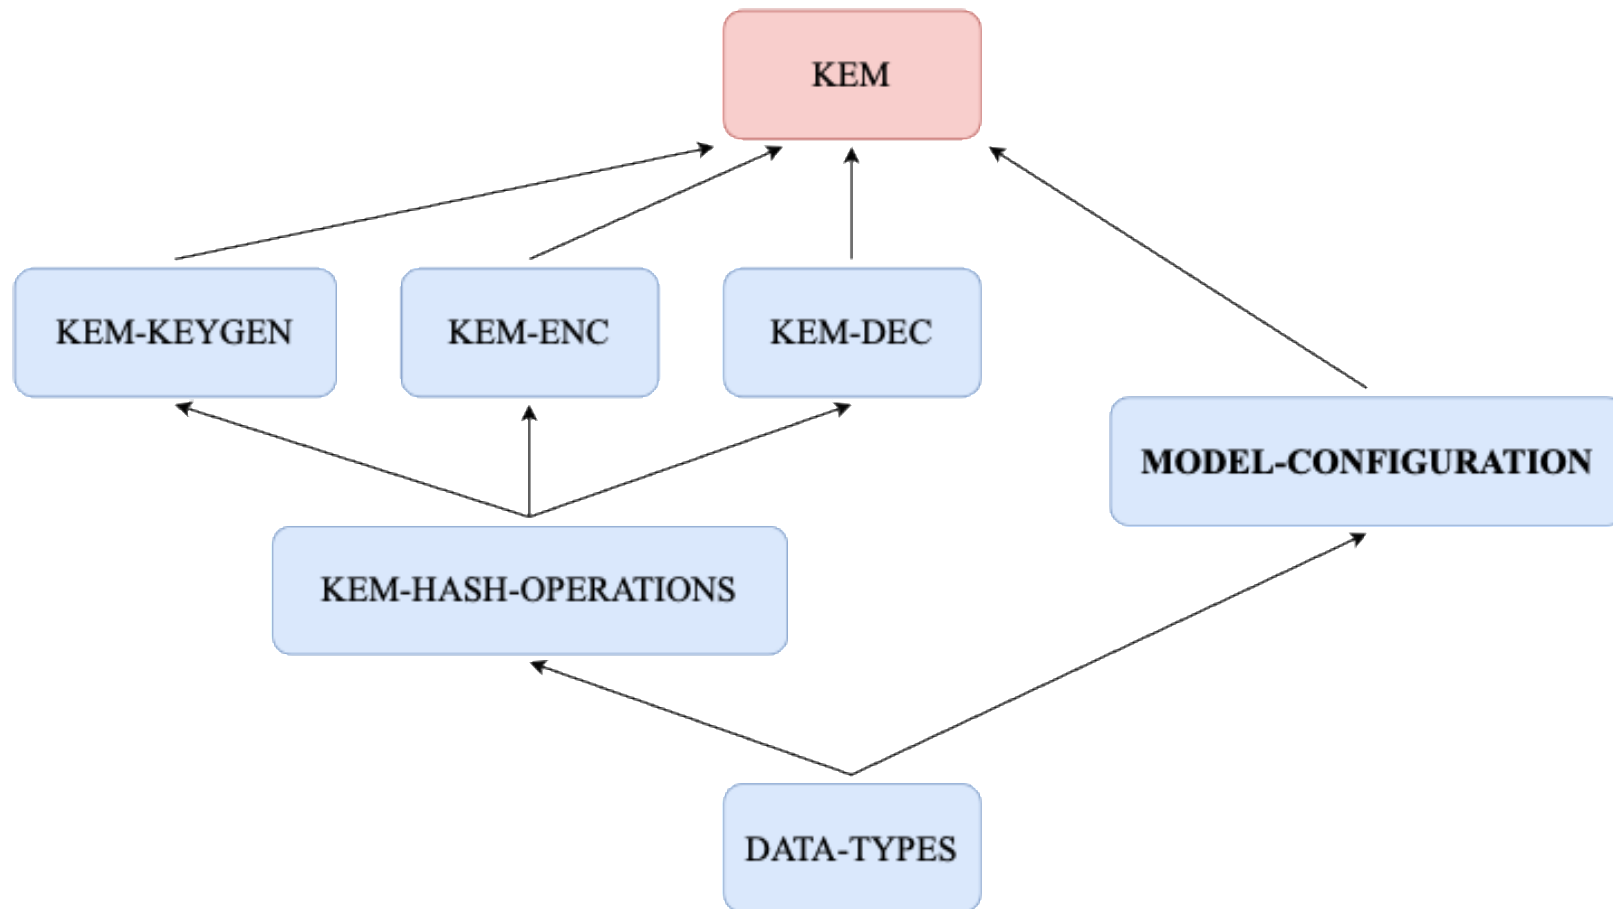 KEM
KEM-KEYGEN
KEM-ENC
KEM-DEC
MODEL-CONFIGURATION
KEM-HASH-OPERATIONS
DATA-TYPES